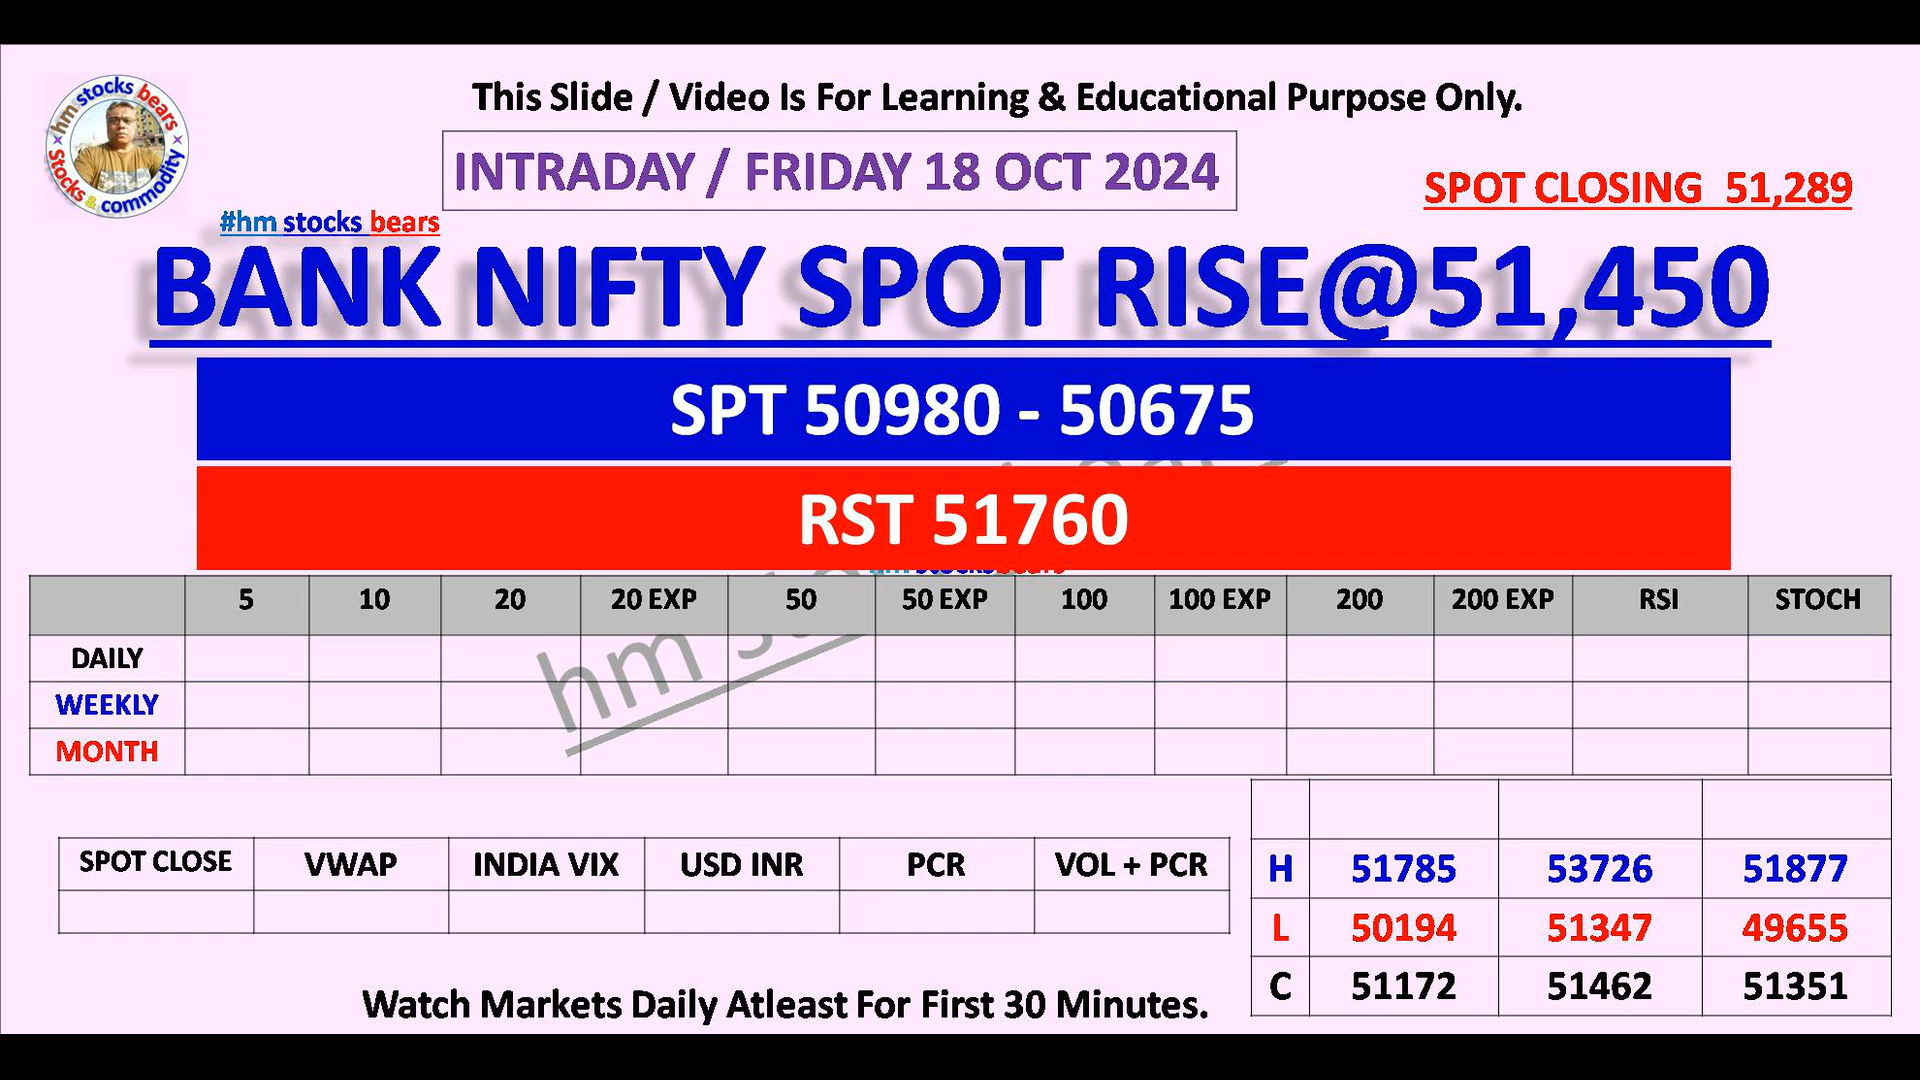 This Slide / Video Is For Learning & Educational Purpose Only.
hm stocks bears
Stocks & commodity
INTRADAY / FRIDAY 18 OCT 2024
SPOT CLOSING 51,289
#hm stocks bears
BANK NIFTY SPOT RISE@51,450
SPT 50980 - 50675
RST 51760
5 10 20 20 EXP 50 50 EXP 100 100 EXP 200 200 EXP RSI STOCH
DAILY
WEEKLY
MONTH
hm
SPOT CLOSE VWAP INDIA VIX USD INR PCR VOL + PCR
H 51785 53726 51877
L 50194 51347 49655
C 51172 51462 51351
Watch Markets Daily Atleast For First 30 Minutes.